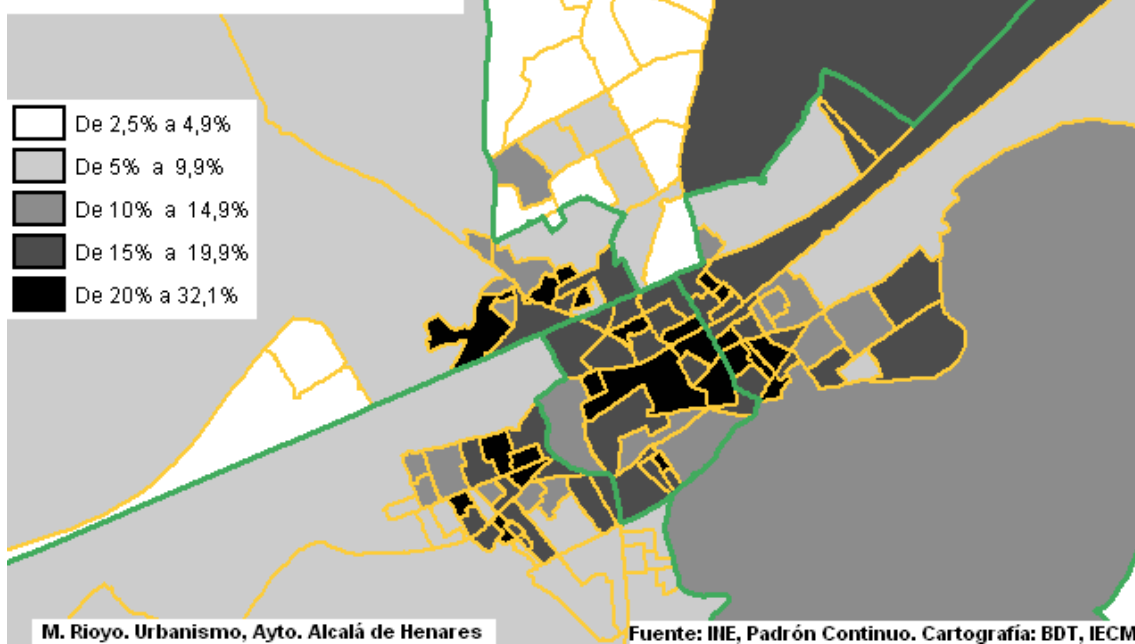 De 2,5% a 4,9%
De 5% a 9,9%
De 10% a 14,9%
De 15% a 19,9%
De 20% a 32,1%
M. Rioyo. Urbanismo, Ayto. Alcalá de Henares
Fuente: INE, Padrón Continuo. Cartografía: BDT, IECM